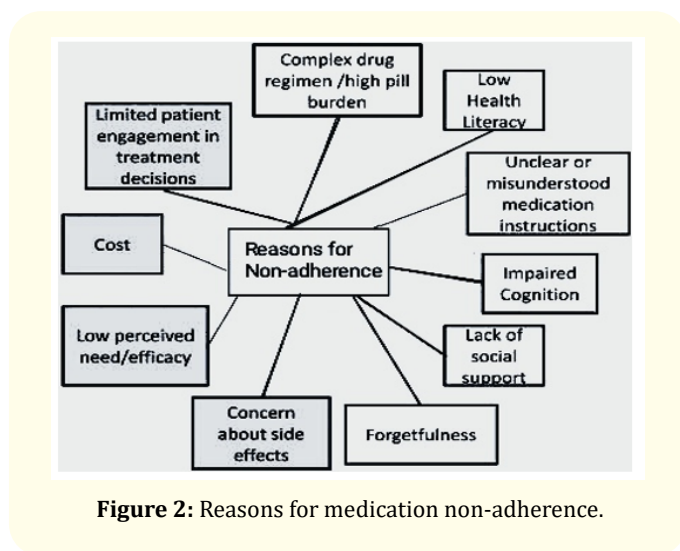 Complex drug
regimen /high pill
burden
Low
Health
Literacy
Limited patient
engagement in
treatment
decisions
Unclear or
misunderstood
medication
instructions
Cost
Reasons for
Non-adherence
Impaired
Cognition
Low perceived
need/efficacy
Lack of
social
support
Concern
about side
effects
Forgetfulness
Figure 2: Reasons for medication non-adherence.